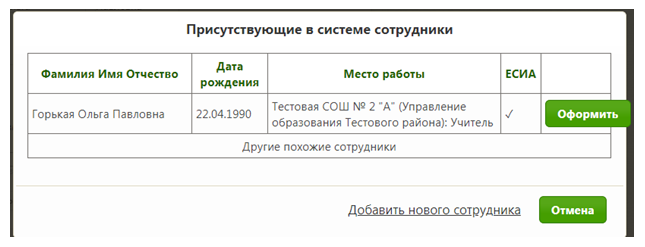 Присутствующие в системе сотрудники
Фамилия Имя Отчество
Дата
рождения
Место работы
ЕСИА
Горькая Ольга Павловна
22.04.1990
Тестовая СОШ № 2 "А" (Управление
образования Тестового района): Учитель
✓
Оформить
Другие похожие сотрудники
Добавить нового сотрудника
Отмена